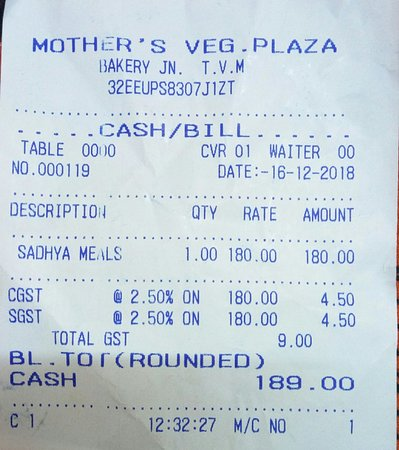 MOTHER'S VEG.PLAZA
BAKERY JN. T.V.M
32EEUPS8307J1ZT
.....CASH/BILL......
TABLE 0000 CVR 01 WAITER 00
NO.000119 DATE:-16-12-2018
DESCRIPTION QTY RATE AMOUNT
SADHYA MEALS 1.00 180.00 180.00
CGST @ 2.50% ON 180.00 4.50
SGST @ 2.50% ON 180.00 4.50
TOTAL GST 9.00
BL.TOT(ROUNDED)
CASH 189.00
C 1 12:32:27 M/C NO 1